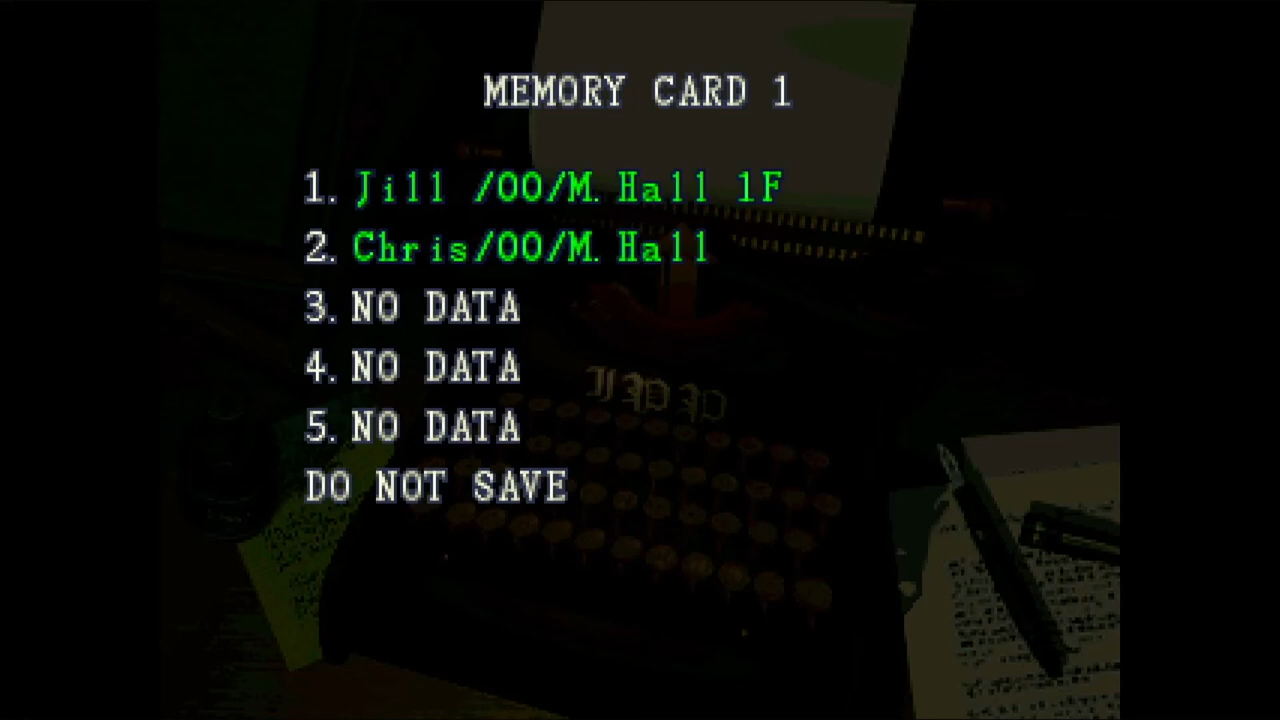 MEMORY CARD 1
1. Jill /00/M. Hall 1F
2. Chris/00/M. Hall
3. NO DATA
4. NO DATA
5. NO DATA
DO NOT SAVE